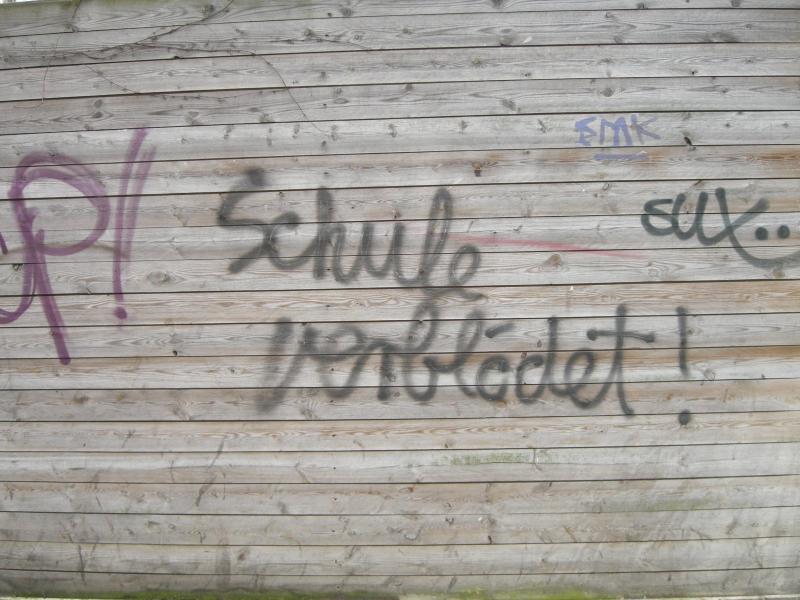 p!
EMK
sux..
Schule
verblödet!